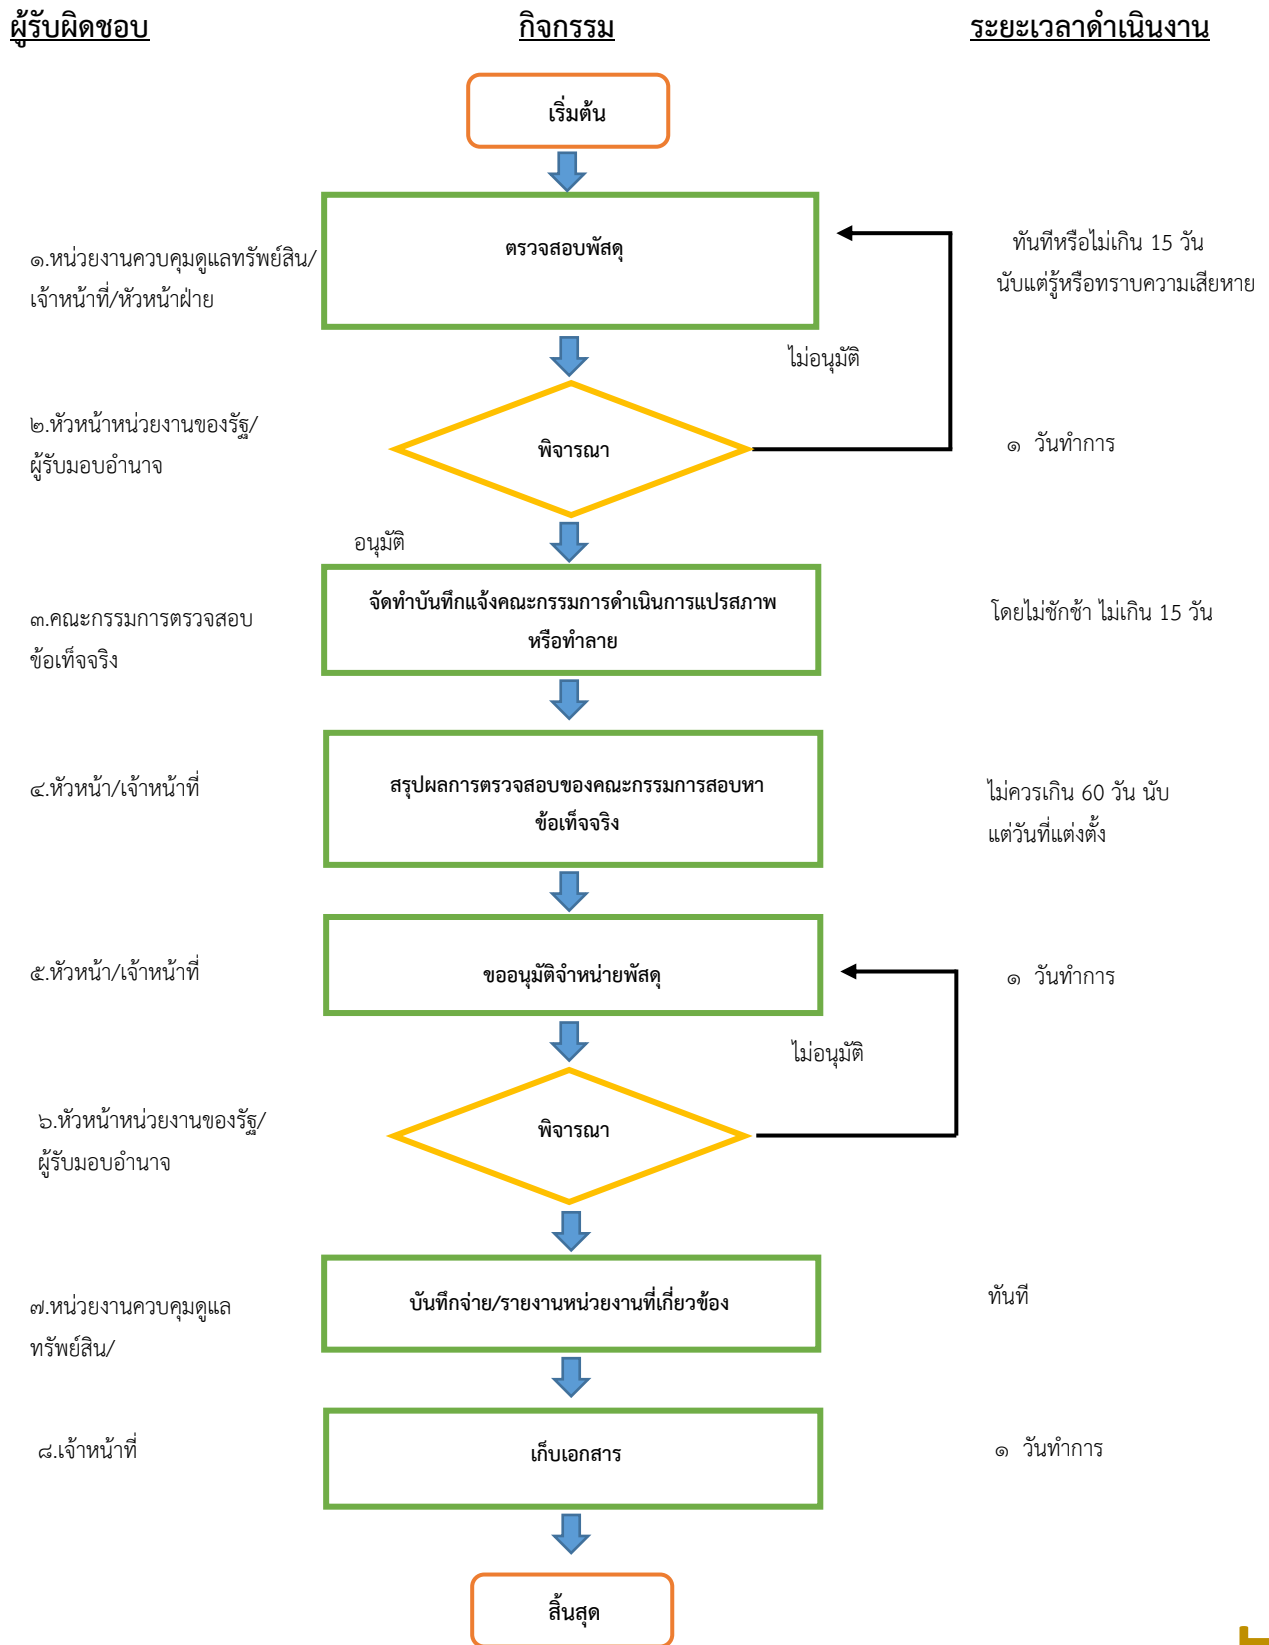 ผู้รับผิดชอบ กิจกรรม ระยะเวลาดำเนินงาน
เริ่มต้น
๑.หน่วยงานควบคุมดูแลทรัพย์สิน/
เจ้าหน้าที่/หัวหน้าฝ่าย
ตรวจสอบพัสดุ
ทันทีหรือไม่เกิน 15 วัน
นับแต่รู้หรือทราบความเสียหาย
ไม่อนุมัติ
๒.หัวหน้าหน่วยงานของรัฐ/
ผู้รับมอบอำนาจ
พิจารณา
๑ วันทำการ
อนุมัติ
๓.คณะกรรมการตรวจสอบ
ข้อเท็จจริง
จัดทำบันทึกแจ้งคณะกรรมการดำเนินการแปรสภาพ
หรือทำลาย
โดยไม่ชักช้า ไม่เกิน 15 วัน
๔.หัวหน้า/เจ้าหน้าที่
สรุปผลการตรวจสอบของคณะกรรมการสอบหา
ข้อเท็จจริง
ไม่ควรเกิน 60 วัน นับ
แต่วันที่แต่งตั้ง
๕.หัวหน้า/เจ้าหน้าที่
ขออนุมัติจำหน่ายพัสดุ
๑ วันทำการ
ไม่อนุมัติ
๖.หัวหน้าหน่วยงานของรัฐ/
ผู้รับมอบอำนาจ
พิจารณา
๗.หน่วยงานควบคุมดูแล
ทรัพย์สิน/
บันทึกจ่าย/รายงานหน่วยงานที่เกี่ยวข้อง
ทันที
๘.เจ้าหน้าที่
เก็บเอกสาร
๑ วันทำการ
สิ้นสุด